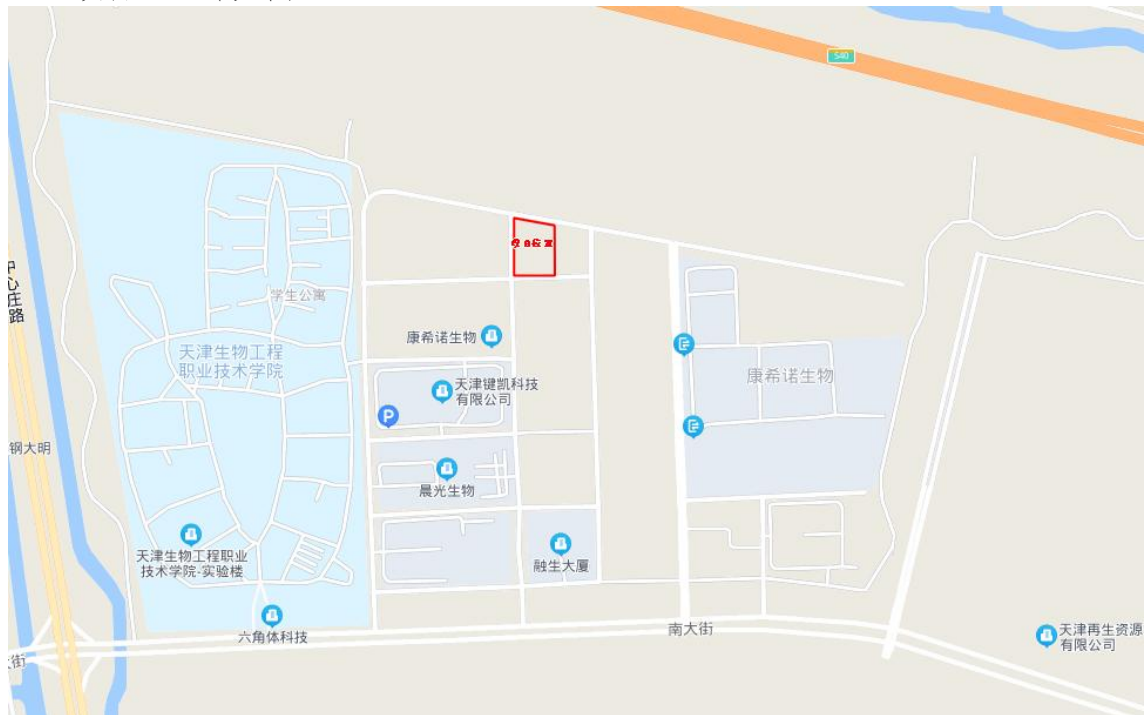 S40
中心庄路
学生公寓
天津生物工程
职业技术学院
康希诺生物
天津键凯科技
有限公司
P
康希诺生物
钢大明
晨光生物
天津生物工程职业
技术学院-实验楼
融生大厦
六角体科技
南大街
天津再生资源
有限公司
街